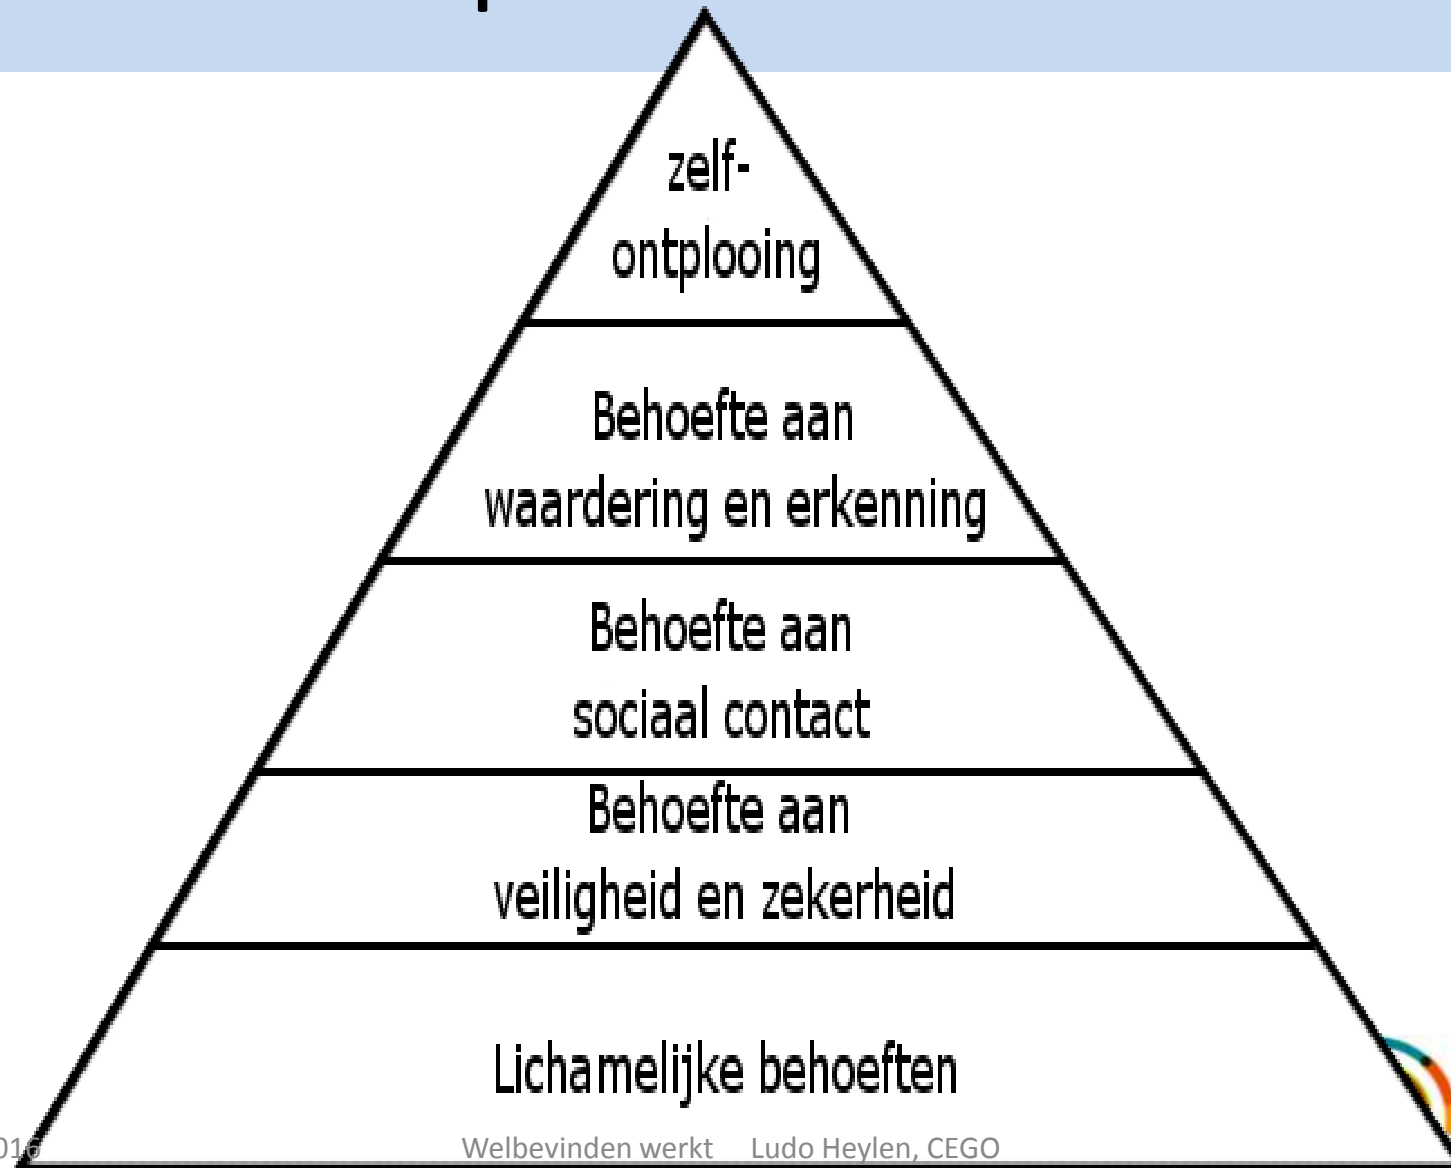 zelf-
ontplooing
Behoefte aan
waardering en erkenning
Behoefte aan
sociaal contact
Behoefte aan
veiligheid en zekerheid
Lichamelijke behoeften
Welbevinden werkt Ludo Heylen, CEGO